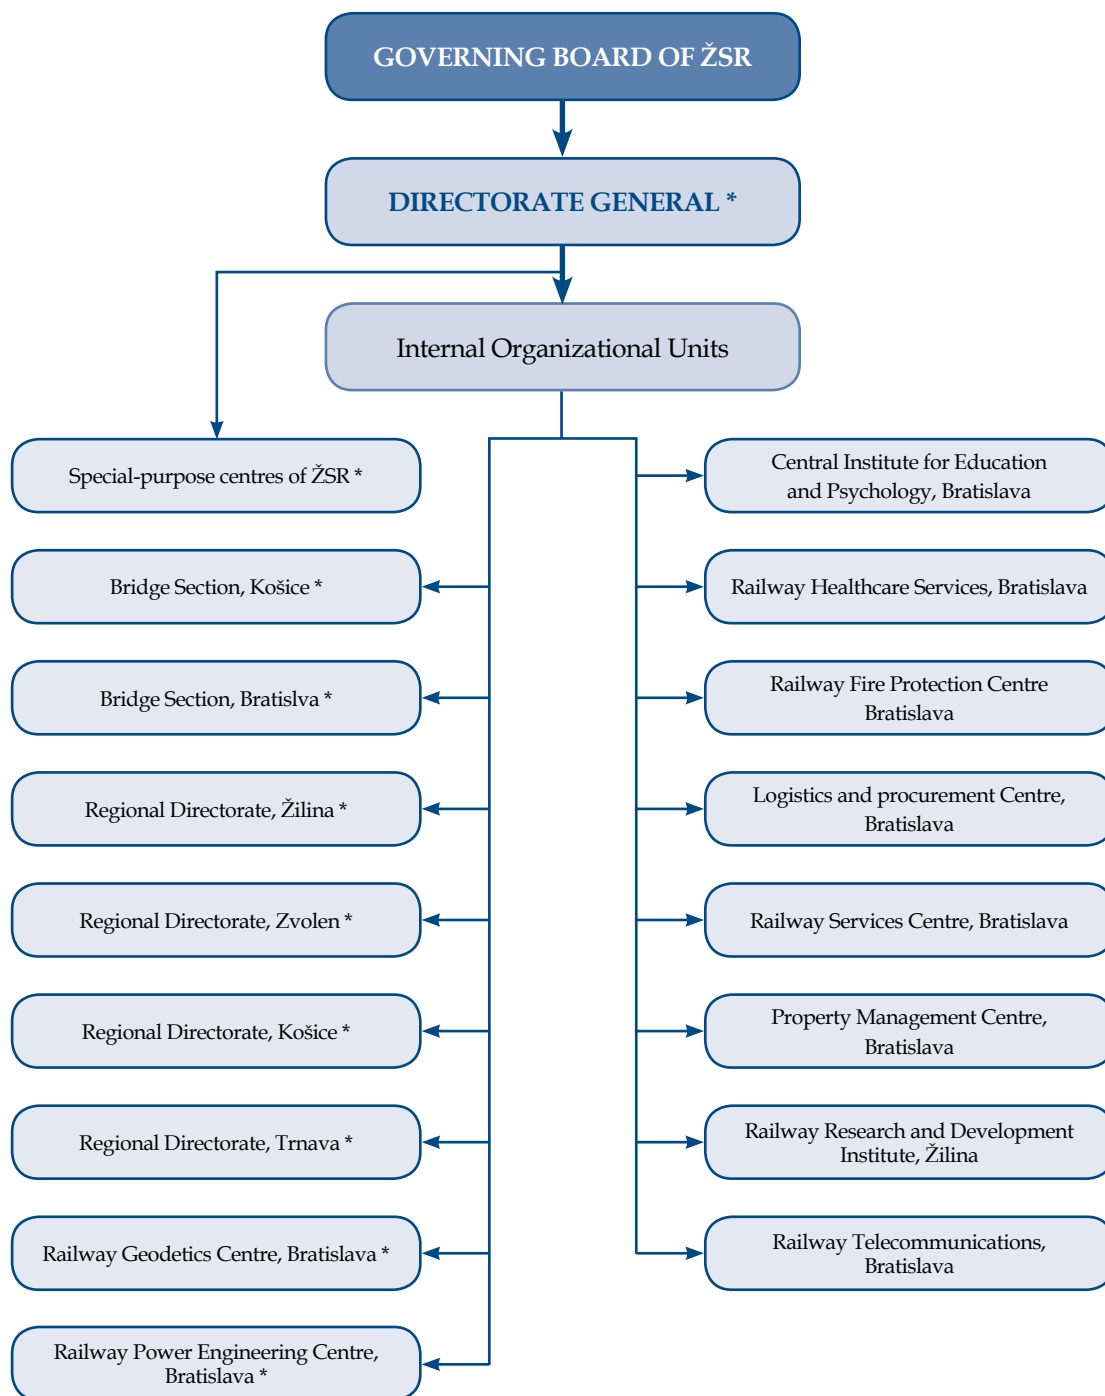 GOVERNING BOARD OF ŽSR
DIRECTORATE GENERAL *
Internal Organizational Units
Special-purpose centres of ŽSR *
Bridge Section, Košice *
Bridge Section, Bratislva *
Regional Directorate, Žilina *
Regional Directorate, Zvolen *
Regional Directorate, Košice *
Regional Directorate, Trnava *
Railway Geodetics Centre, Bratislava *
Railway Power Engineering Centre,
Bratislava *
Central Institute for Education
and Psychology, Bratislava
Railway Healthcare Services, Bratislava
Railway Fire Protection Centre
Bratislava
Logistics and procurement Centre,
Bratislava
Railway Services Centre, Bratislava
Property Management Centre,
Bratislava
Railway Research and Development
Institute, Žilina
Railway Telecommunications,
Bratislava